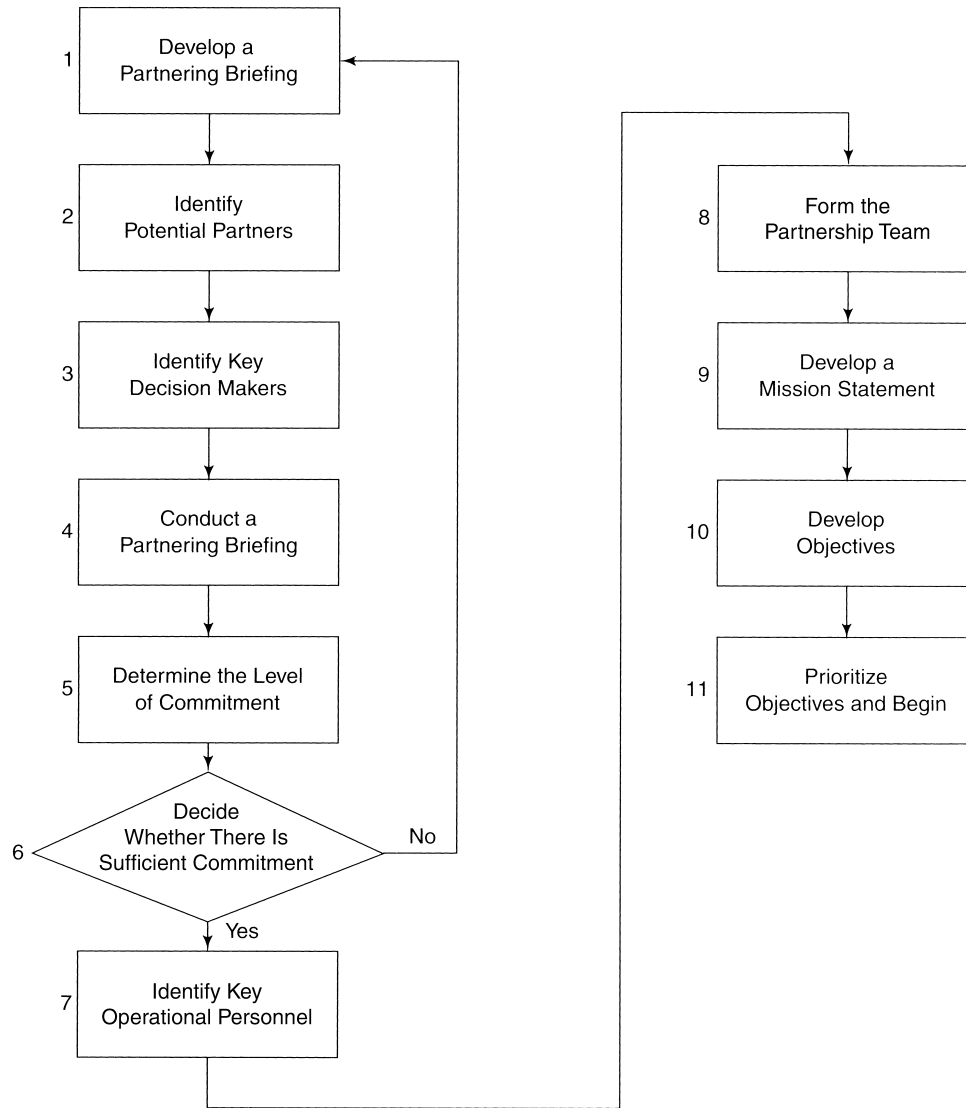 1
Develop a
Partnering Briefing
2
Identify
Potential Partners
3
Identify Key
Decision Makers
4
Conduct a
Partnering Briefing
5
Determine the Level
of Commitment
6
Decide
Whether There Is
Sufficient Commitment
No
Yes
7
Identify Key
Operational Personnel
8
Form the
Partnership Team
9
Develop a
Mission Statement
10
Develop
Objectives
11
Prioritize
Objectives and Begin